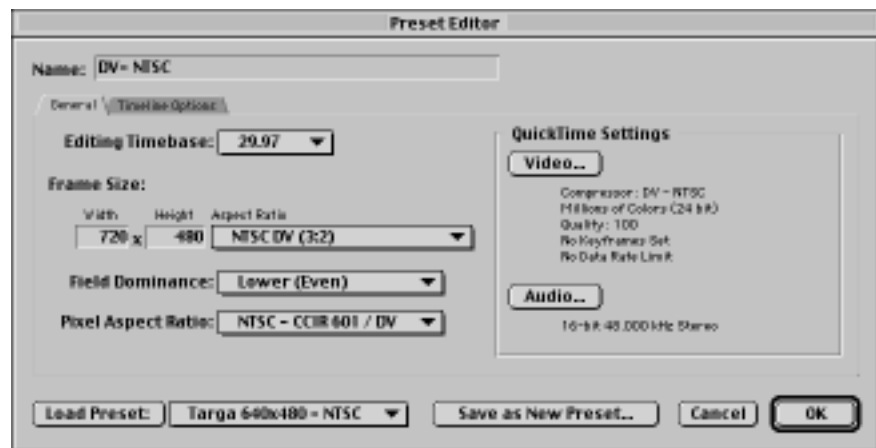 Preset Editor
Name: DV- NTSC
General Timeline Options
Editing Timebase: 29.97
Frame Size:
Width Height Aspect Ratio
720 x 480 NTSC DV (3:2)
Field Dominance: Lower (Even)
Pixel Aspect Ratio: NTSC - CCIR 601 / DV
QuickTime Settings
Video...
Compressor: DV - NTSC
Millions of Colors (24 bit)
Quality: 100
No Keyframes Set
No Data Rate Limit
Audio...
16-bit 48.000 kHz Stereo
Load Preset: Targa 640x480 - NTSC Save as New Preset... Cancel OK